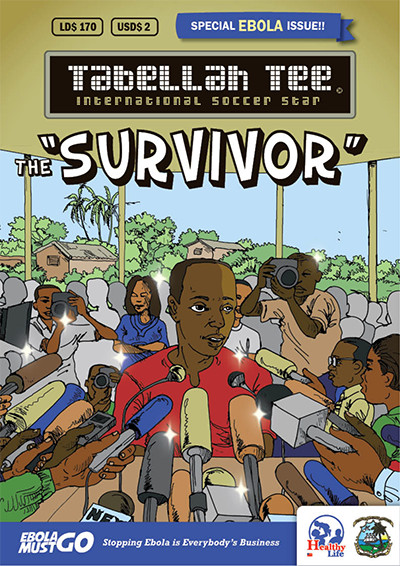 LD$ 170
USD$ 2
SPECIAL EBOLA ISSUE!!
Tabellah Tee
International Soccer Star
THE "SURVIVOR"
NEW
EBOLA
MUST GO
Stopping Ebola is Everybody's Business
Healthy
Life